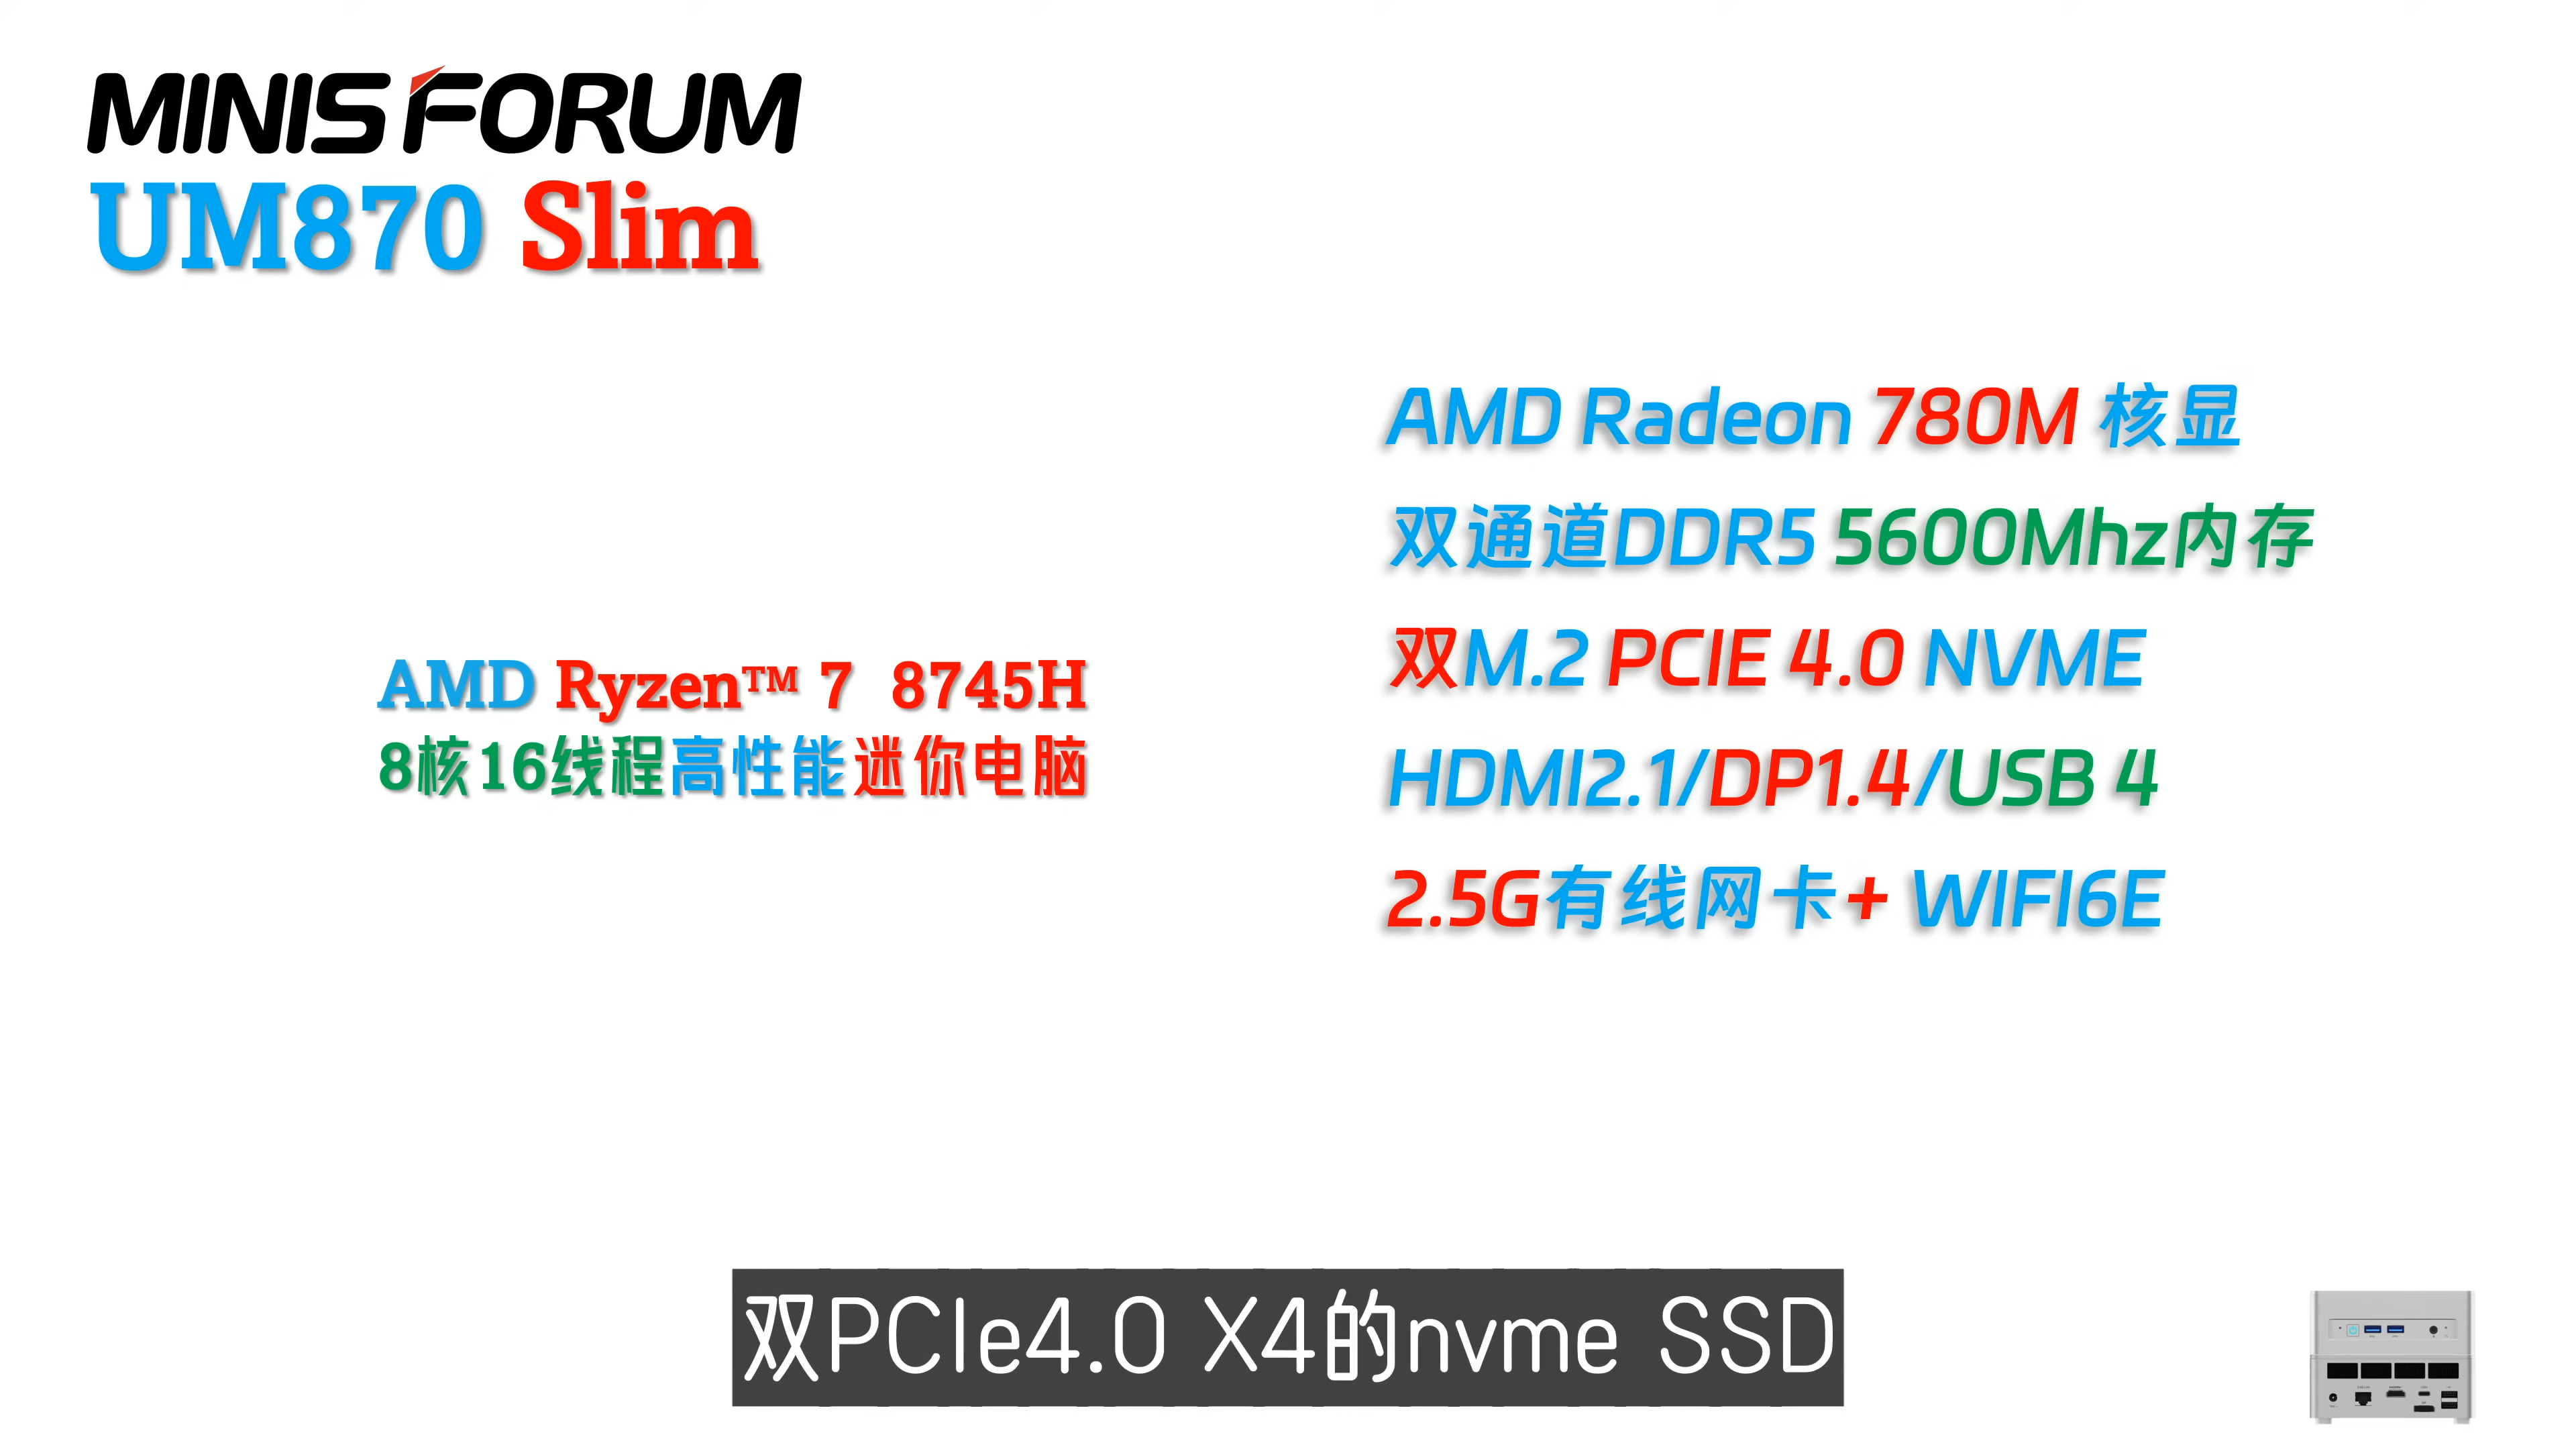 MINISFORUM
UM870 Slim
AMD Radeon 780M 核显
双通道DDR5 5600Mhz内存
双M.2 PCIE 4.0 NVME
HDMI2.1/DP1.4/USB 4
2.5G有线网卡+ WIFI6E
AMD Ryzen™ 7 8745H
8核16线程高性能迷你电脑
双PCIe4.0 X4的nvme SSD